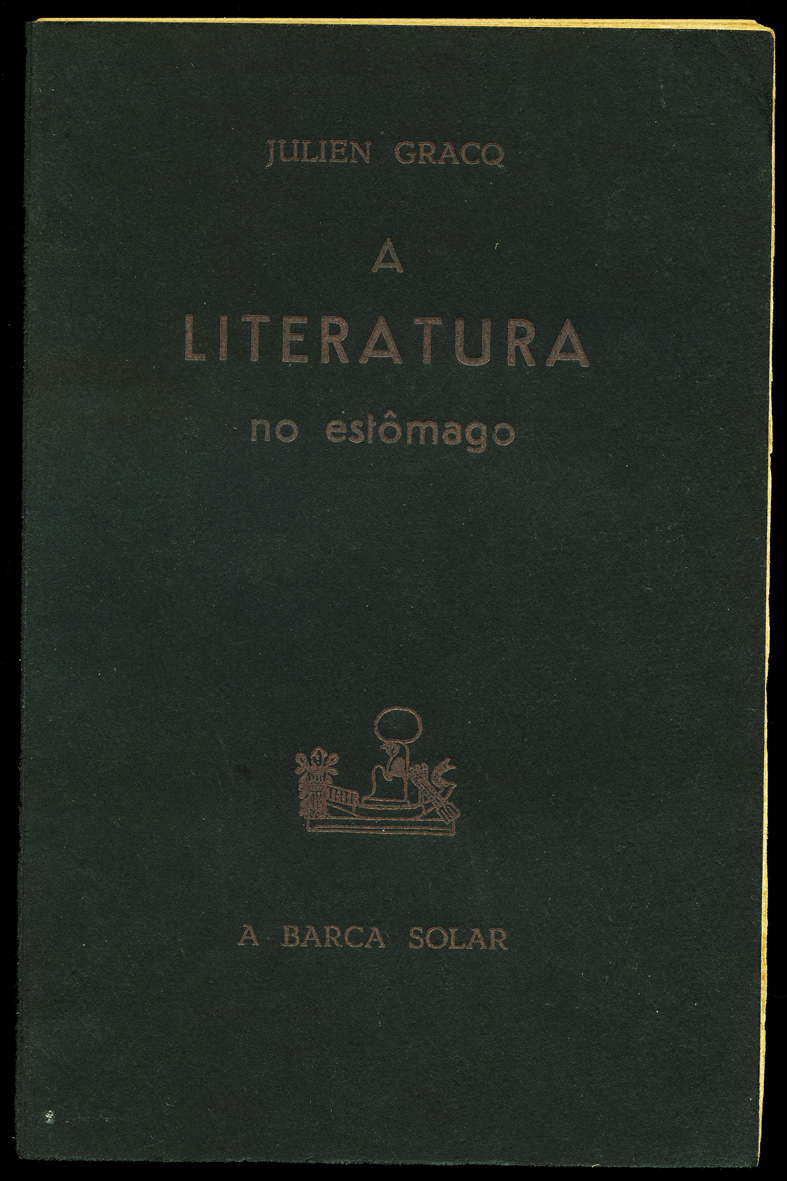 JULIEN GRACQ
A
LITERATURA
no estômago
A BARCA SOLAR